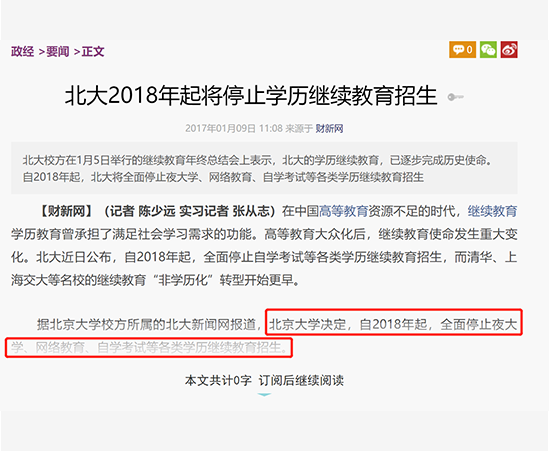 政经 >要闻 >正文
0
北大2018年起将停止学历继续教育招生
2017年01月09日 11:08 来源于 财新网
北大校方在1月5日举行的继续教育年终总结会上表示，北大的学历继续教育，已逐步完成历史使命。
自2018年起，北大将全面停止夜大学、网络教育、自学考试等各类学历继续教育招生
【财新网】（记者 陈少远 实习记者 张从志）在中国高等教育资源不足的时代，继续教育
学历教育曾承担了满足社会学习需求的功能。高等教育大众化后，继续教育使命发生重大变
化。北大近日公布，自2018年起，全面停止自学考试等各类学历继续教育招生，而清华、上
海交大等名校的继续教育“非学历化”转型开始更早。
据北京大学校方所属的北大新闻网报道，北京大学决定，自2018年起，全面停止夜大
学、网络教育、自学考试等各类学历继续教育招生。
本文共计0字 订阅后继续阅读